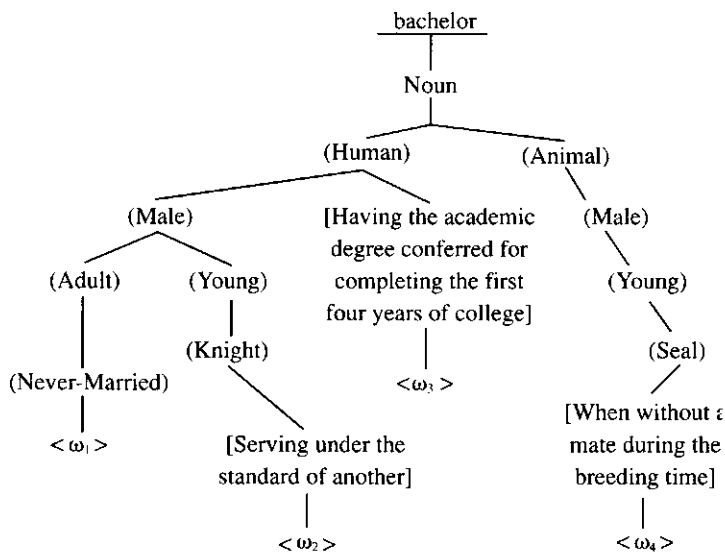 bachelor
Noun
(Human)
(Animal)
(Male)
[Having the academic
degree conferred for
completing the first
four years of college]
(Male)
(Adult)
(Young)
(Young)
(Knight)
(Seal)
(Never-Married)
<ω₃>
<ω₁>
[Serving under the
standard of another]
[When without a
mate during the
breeding time]
<ω₂>
<ω₄>